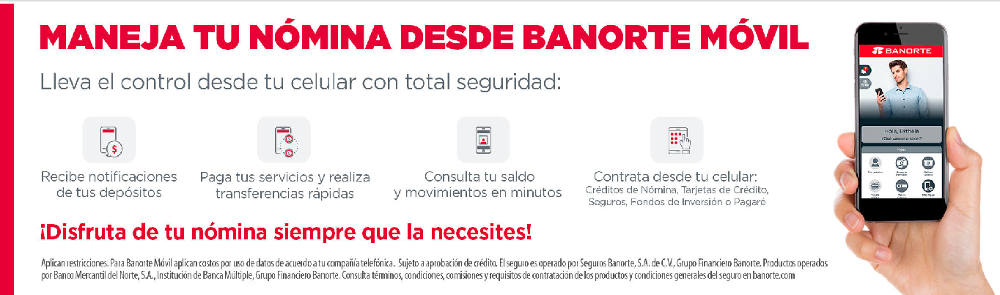 MANEJA TU NÓMINA DESDE BANORTE MÓVIL
Lleva el control desde tu celular con total seguridad:
Recibe notificaciones
de tus depósitos
Paga tus servicios y realiza
transferencias rápidas
Consulta tu saldo
y movimientos en minutos
Contrata desde tu celular:
Créditos de Nómina, Tarjetas de Crédito,
Seguros, Fondos de Inversión o Pagaré
¡Disfruta de tu nómina siempre que la necesites!
Aplican restricciones. Para Banorte Móvil aplican costos por uso de datos de acuerdo a tu compañía telefónica. Sujeto a aprobación de crédito. El seguro es operado por Seguros Banorte, S.A. de C.V., Grupo Financiero Banorte. Productos operados
por Banco Mercantil del Norte, S.A., Institución de Banca Múltiple, Grupo Financiero Banorte. Consulta términos, condiciones, comisiones y requisitos de contratación de los productos y condiciones generales del seguro en banorte.com
BANORTE
Hola, Esthela
¿Qué vamos a hacer?